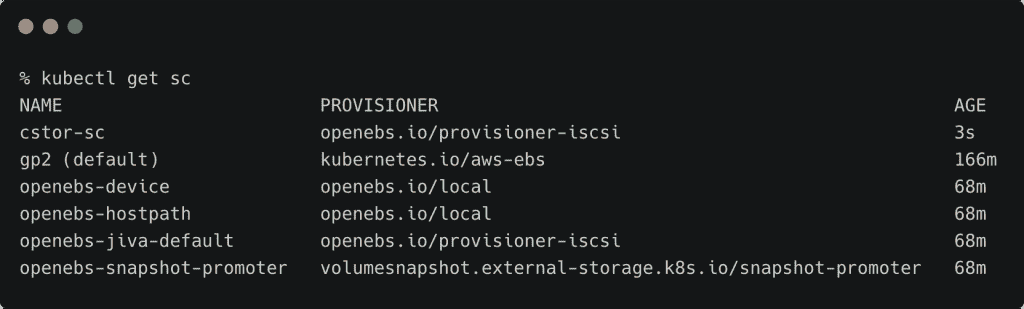 % kubectl get sc
NAME                        PROVISIONER                                              AGE
cstor-sc                    openebs.io/provisioner-iscsi                             3s
gp2 (default)               kubernetes.io/aws-ebs                                    166m
openebs-device              openebs.io/local                                         68m
openebs-hostpath            openebs.io/local                                         68m
openebs-jiva-default        openebs.io/provisioner-iscsi                             68m
openebs-snapshot-promoter   volumesnapshot.external-storage.k8s.io/snapshot-promoter   68m